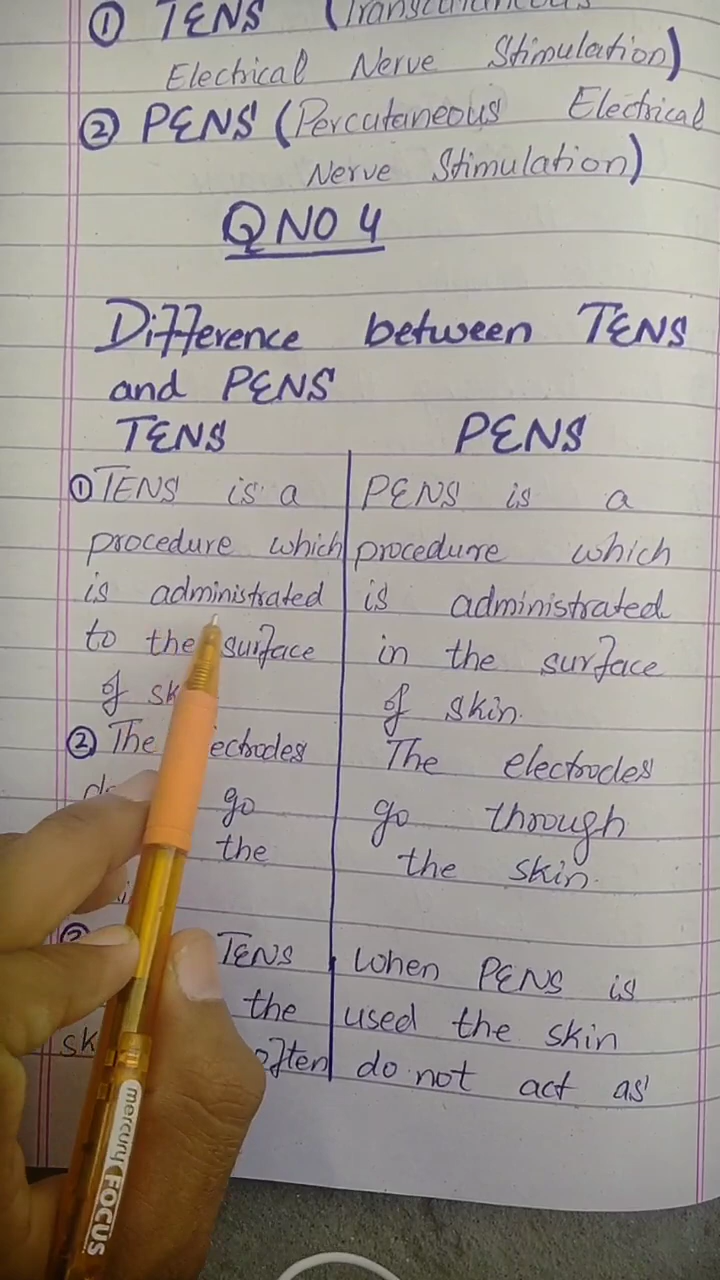 ① TENS (Transcutaneous
Electrical Nerve Stimulation)
② PENS (Percutaneous Electrical
Nerve Stimulation)
QNO 4
Difference between TENS
and PENS
TENS
① TENS is a
procedure which
is administrated
to the surface
of
② The
go
the
TENS
the
often
PENS
PENS is a
procedure which
is administrated
in the surface
of skin.
The electrodes
go through
the skin.
When PENS is
used the skin
do not act as
mercury FOCUS